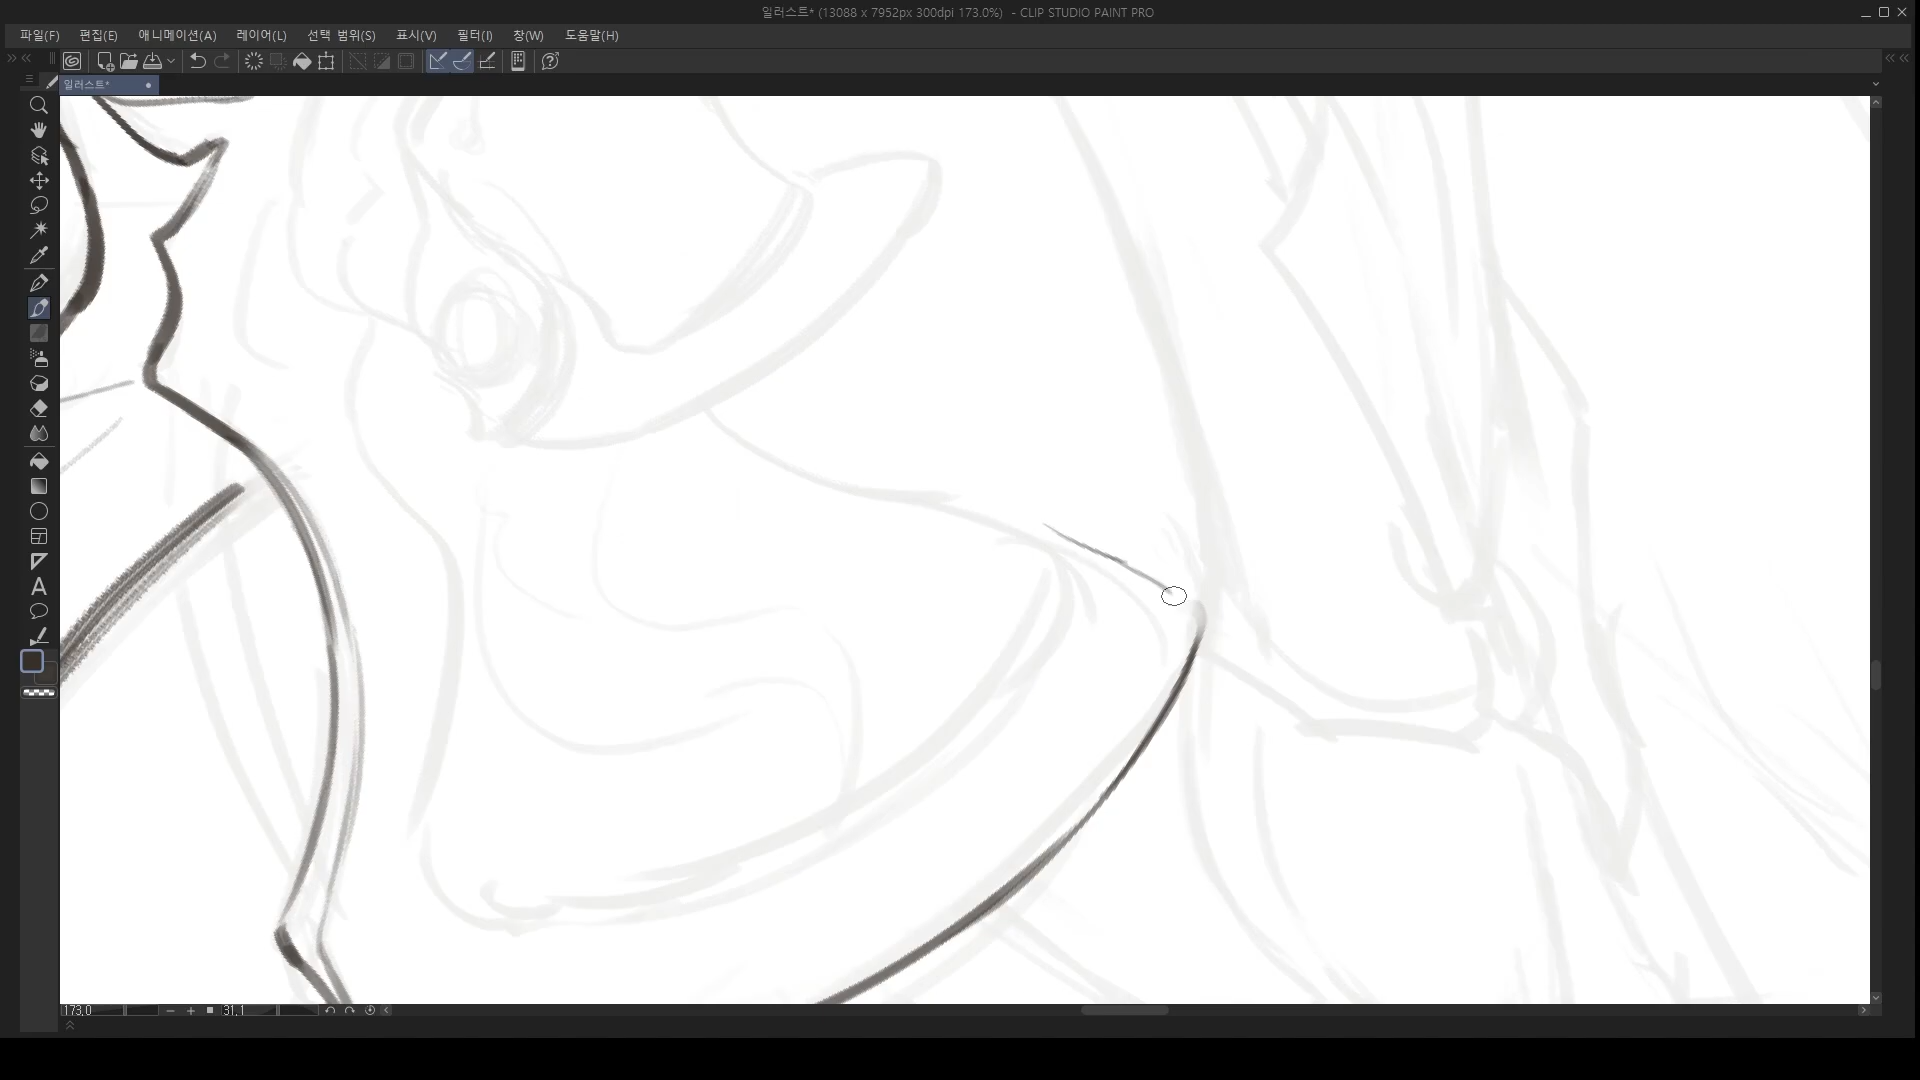 일러스트* (13088 x 7952px 300dpi 173.0%)  - CLIP STUDIO PAINT PRO
파일(F) 편집(E) 애니메이션(A) 레이어(L) 선택 범위(S) 표시(V) 필터(I) 창(W) 도움말(H)
일러스트*
173.0 31.1